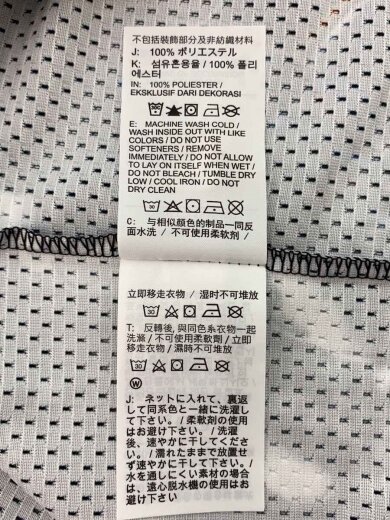 不包括裝飾部分及非紡織材料
J: 100% ポリエステル
K: 섬유혼용율 / 100% 폴리
에스터
IN: 100% POLIESTER /
EKSKLUSIF DARI DEKORASI
E: MACHINE WASH COLD /
WASH INSIDE OUT WITH LIKE
COLORS / DO NOT USE
SOFTENERS / REMOVE
IMMEDIATELY / DO NOT ALLOW
TO LAY ON ITSELF WHEN WET /
DO NOT BLEACH / TUMBLE DRY
LOW / COOL IRON / DO NOT
DRY CLEAN
30
C: 与相似颜色的制品一同反
面水洗 / 不可使用柔软剂 /
立即移走衣物 / 湿时不可堆放
30
T: 反轉後, 與同色系衣物一起
洗滌 / 不可使用柔軟劑 / 立即
移走衣物 / 濕時不可堆放
30
W
J: ネットに入れて、裏返
して同系色と一緒に洗濯し
て下さい。/ 柔軟剤の使用
はお避け下さい。/ 洗濯
後、速やかに干してくださ
い。/ 濡れたままで放置せ
ず速やかに干して下さい。/
水を通しにくい素材の場合
は、遠心脱水時の使用はお
避け下さい